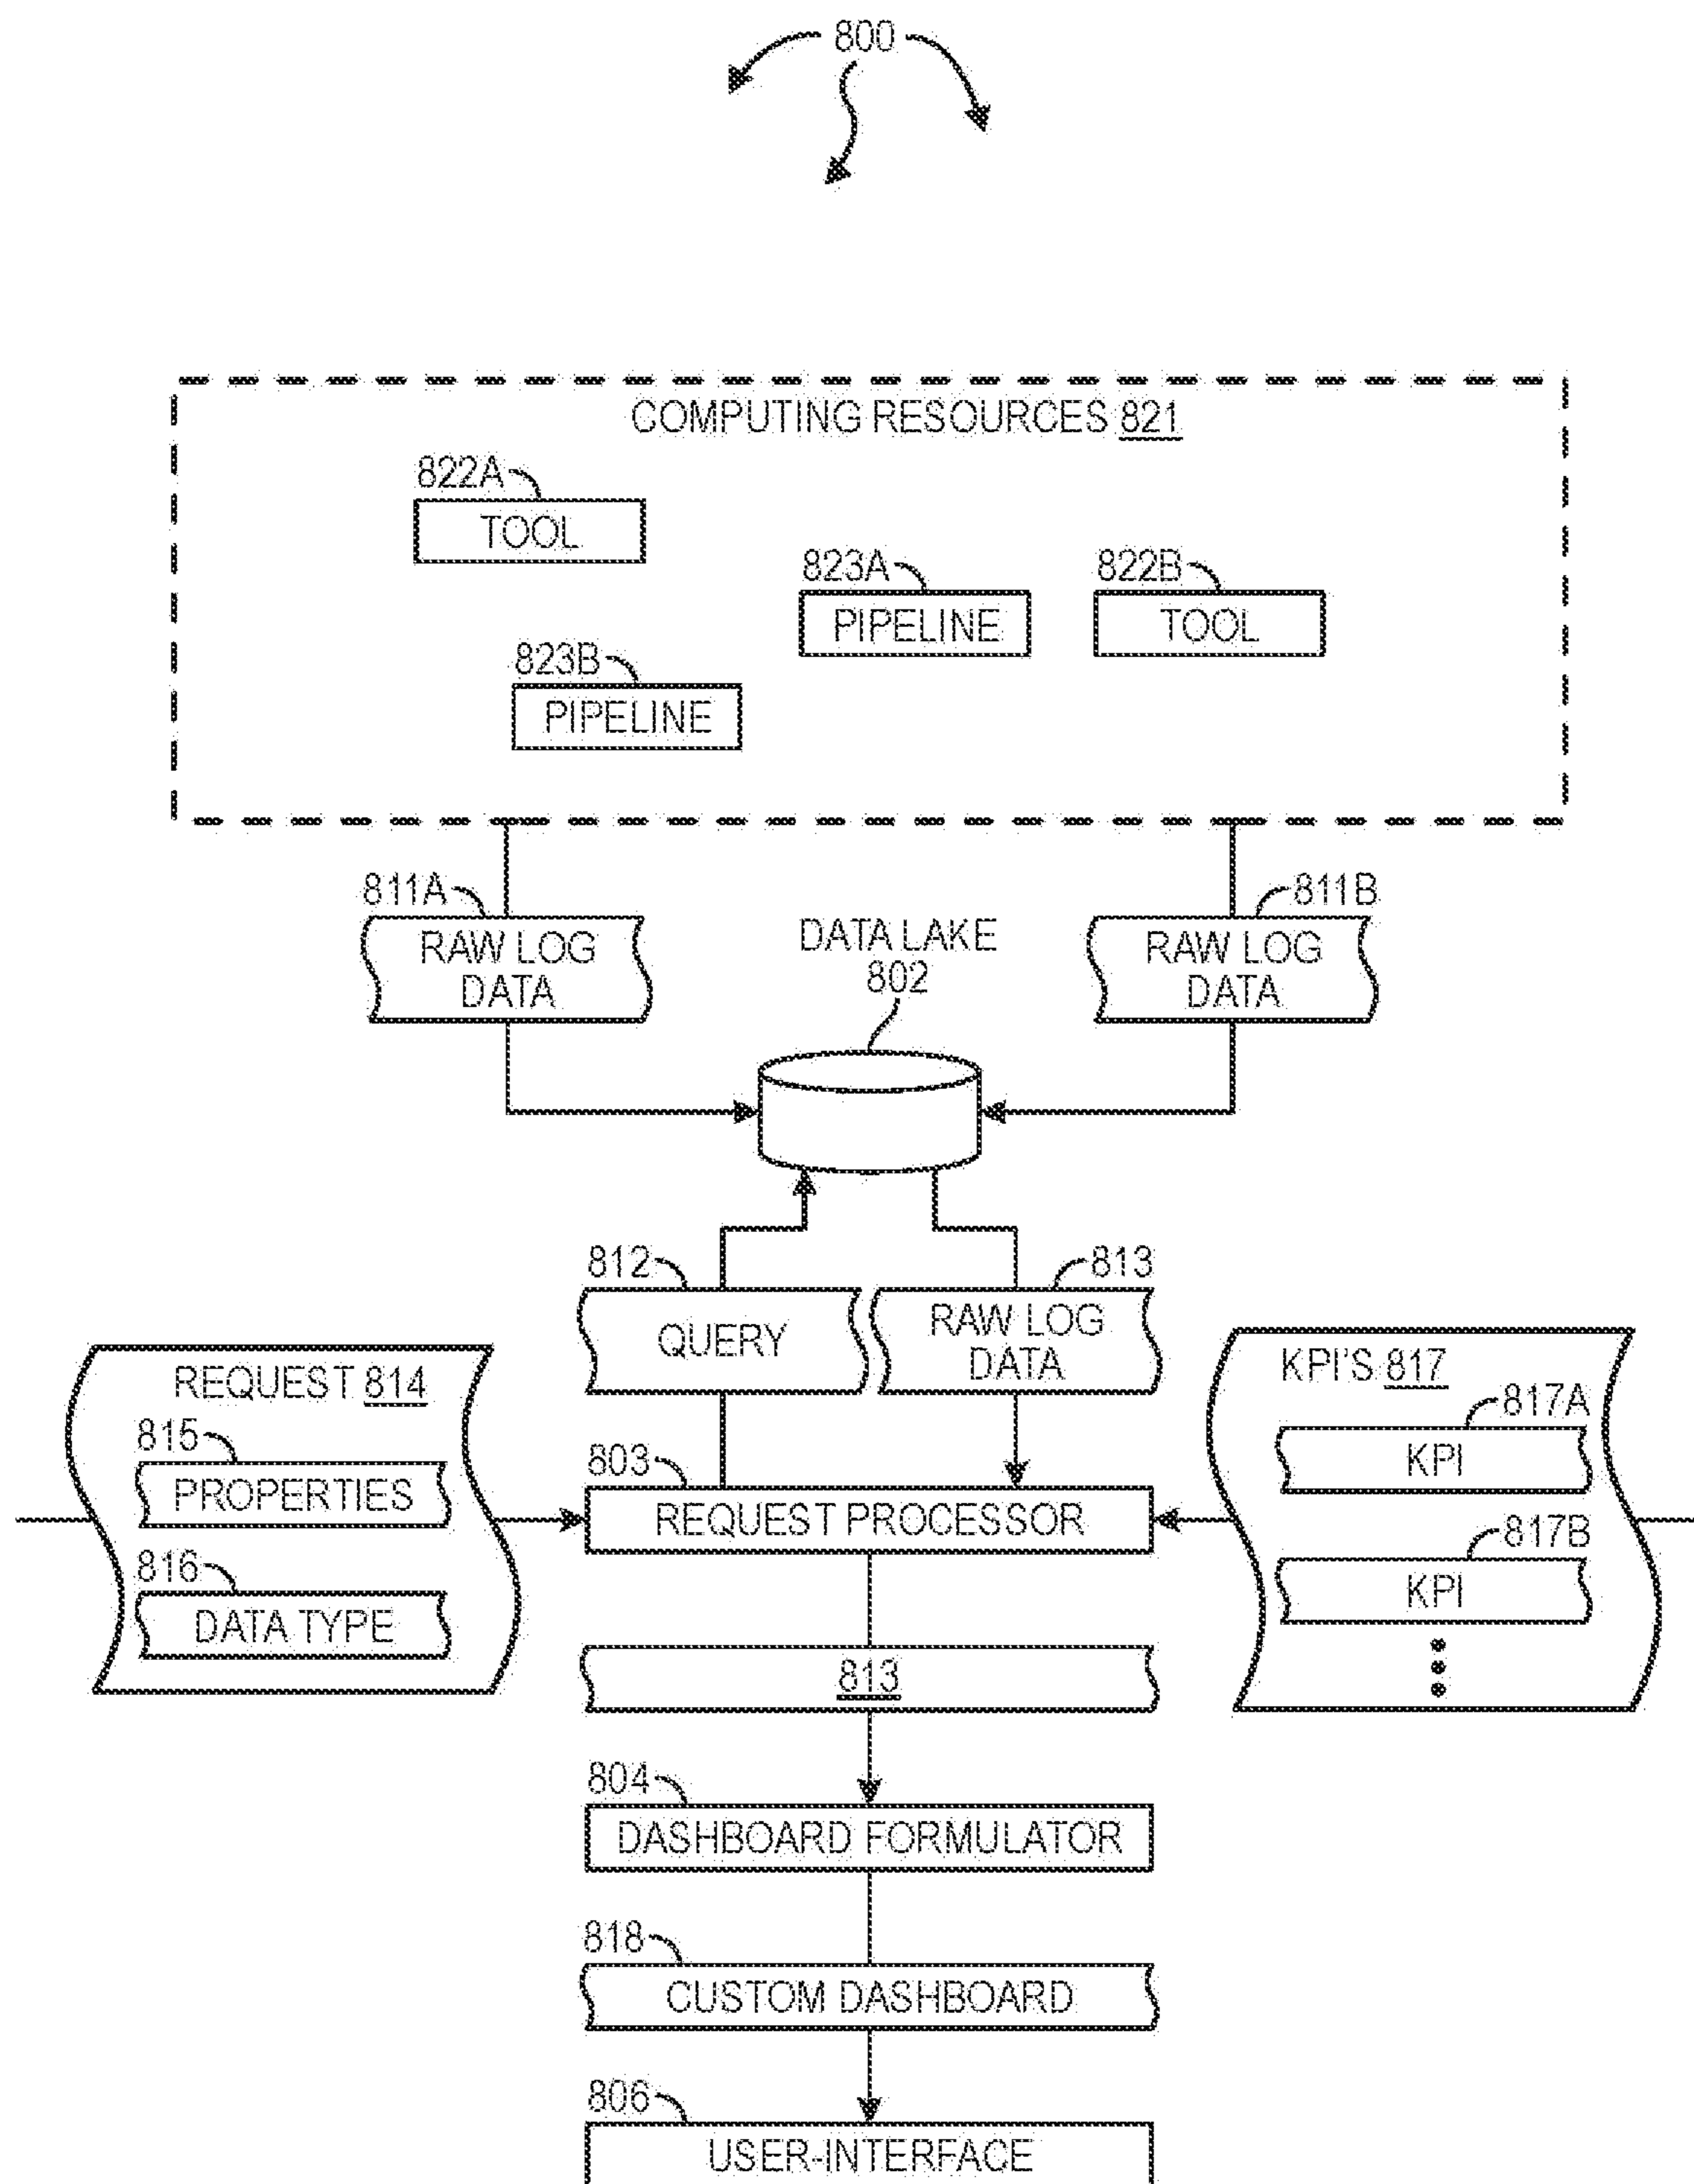 800
COMPUTING RESOURCES 821
822A
TOOL
823A
PIPELINE
822B
TOOL
823B
PIPELINE
811A
RAW LOG
DATA
DATA LAKE
802
811B
RAW LOG
DATA
812
QUERY
813
RAW LOG
DATA
REQUEST 814
815
PROPERTIES
816
DATA TYPE
803
REQUEST PROCESSOR
KPI'S 817
817A
KPI
817B
KPI
813
804
DASHBOARD FORMULATOR
818
CUSTOM DASHBOARD
806
USER-INTERFACE